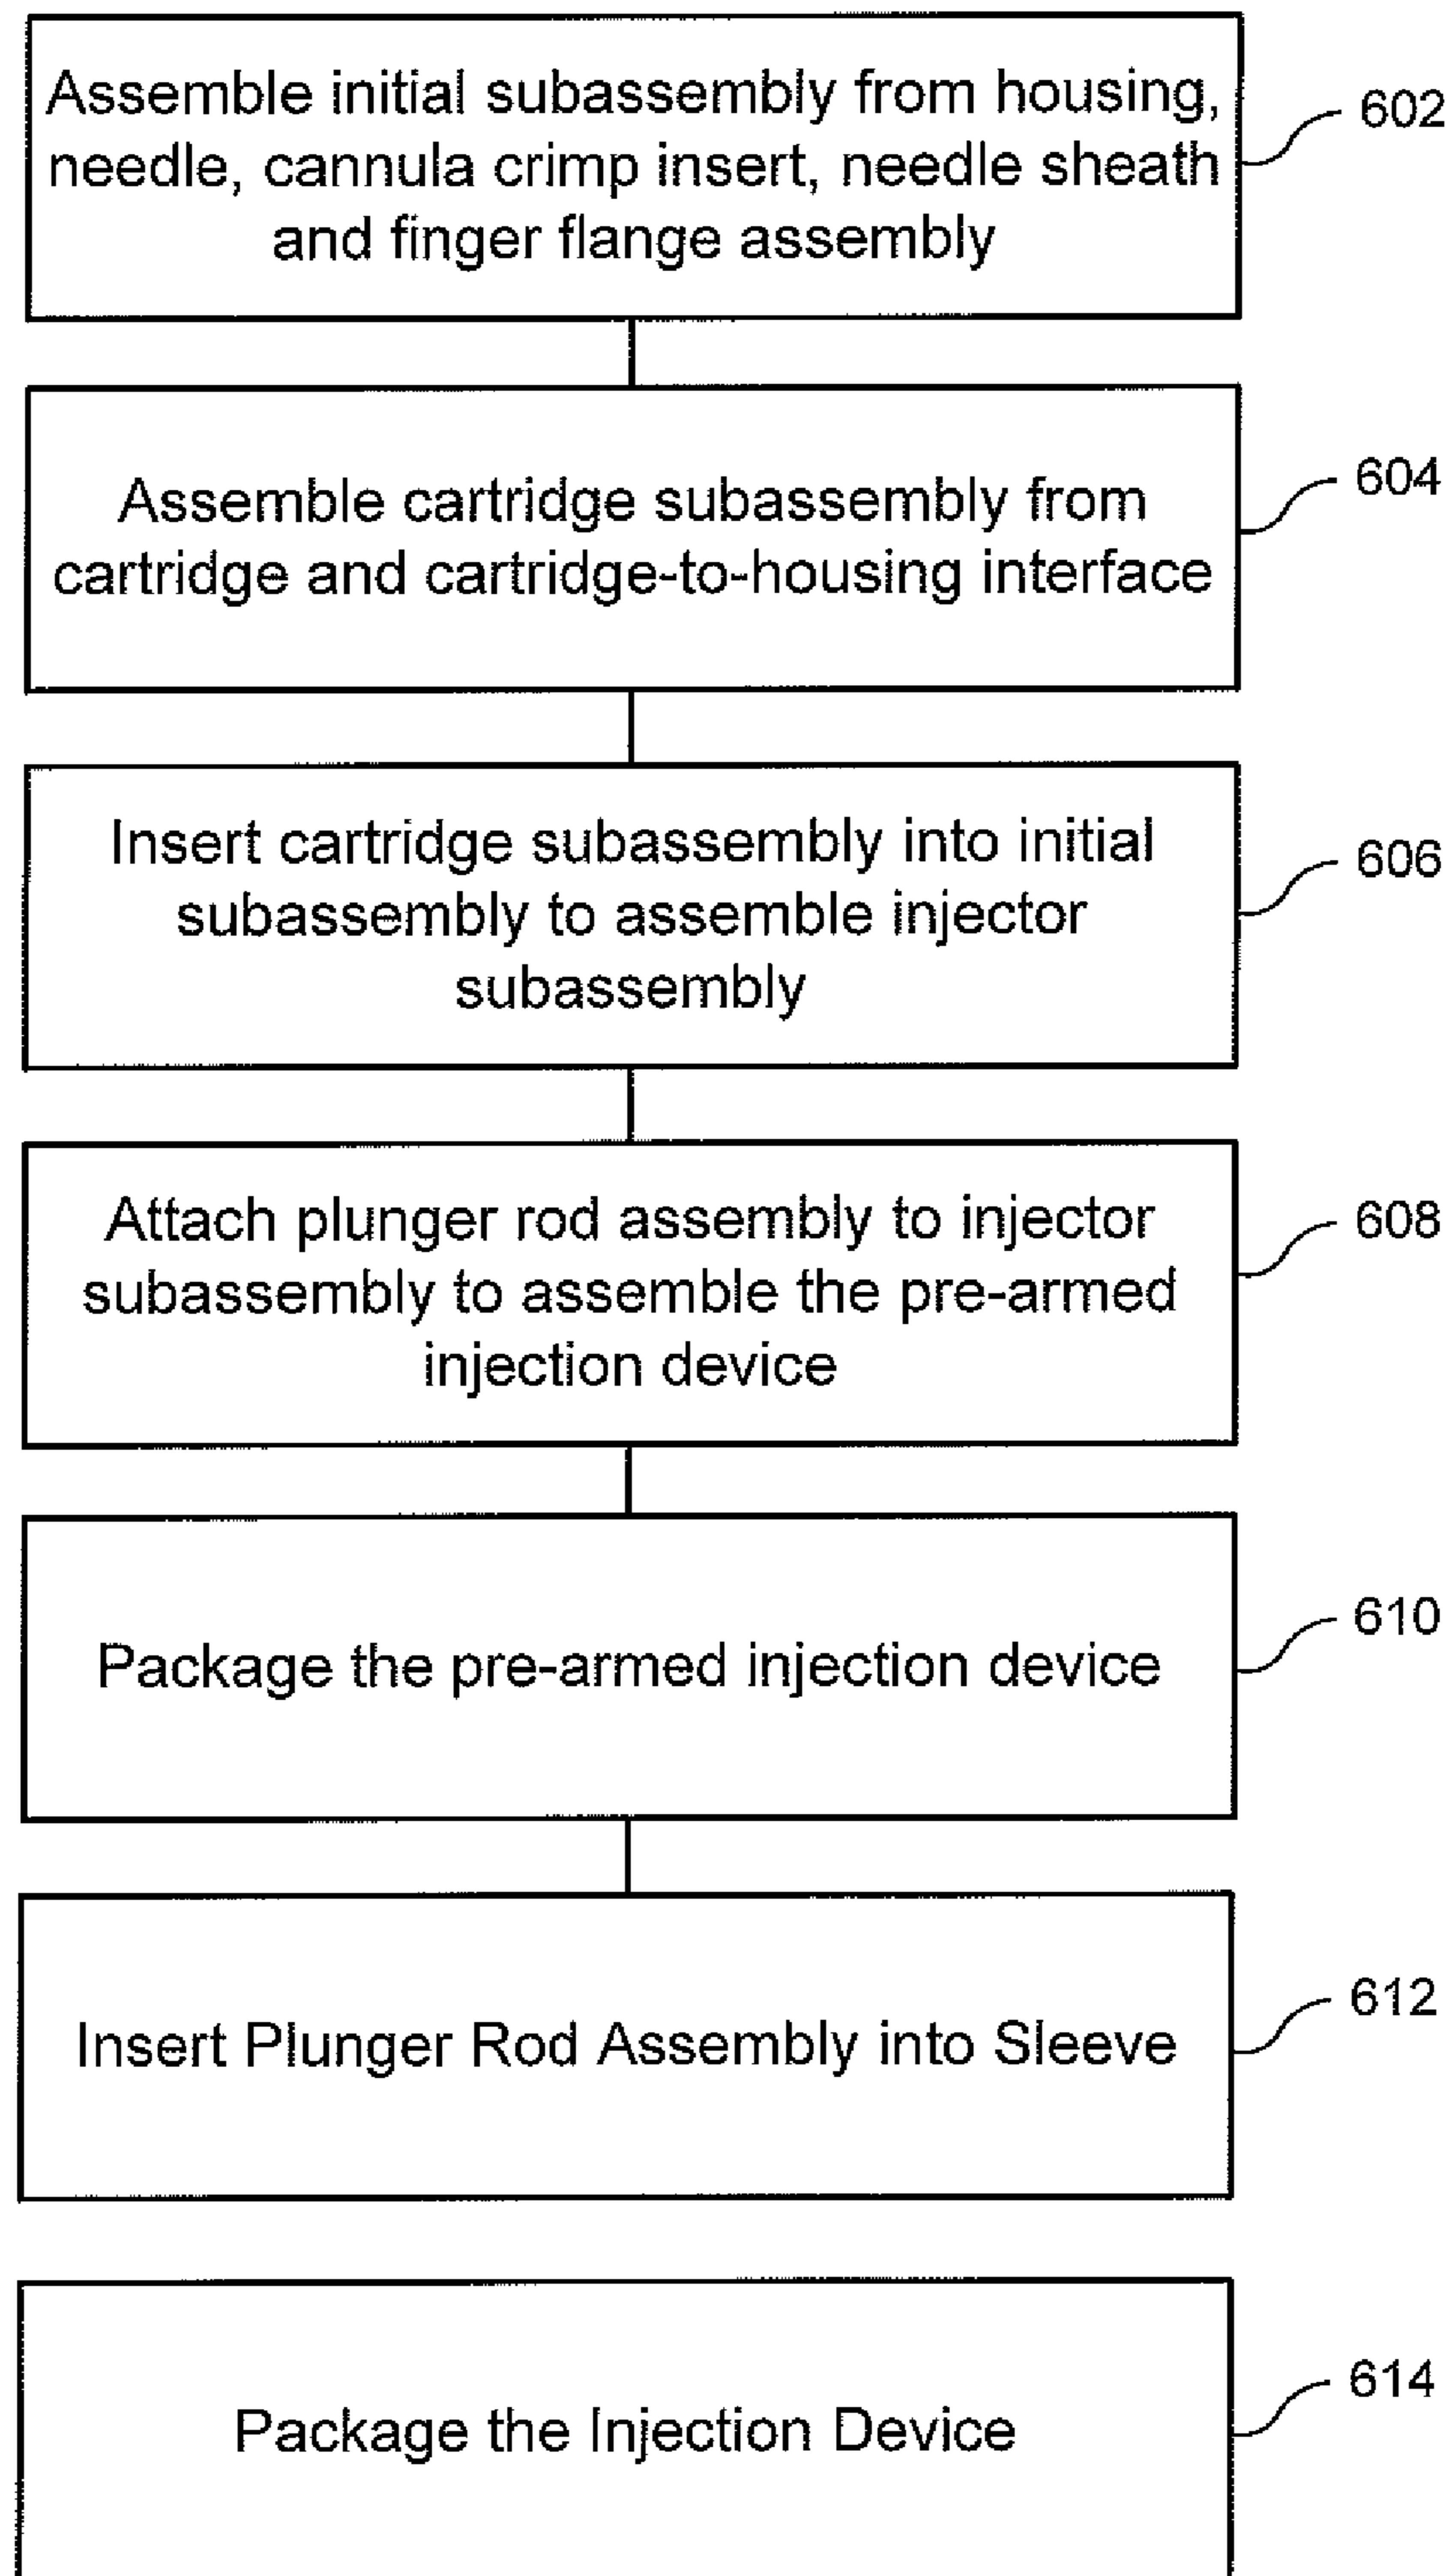 Assemble initial subassembly from housing,
needle, cannula crimp insert, needle sheath
and finger flange assembly
602
Assemble cartridge subassembly from
cartridge and cartridge-to-housing interface
604
Insert cartridge subassembly into initial
subassembly to assemble injector
subassembly
606
Attach plunger rod assembly to injector
subassembly to assemble the pre-armed
injection device
608
Package the pre-armed injection device
610
Insert Plunger Rod Assembly into Sleeve
612
Package the Injection Device
614